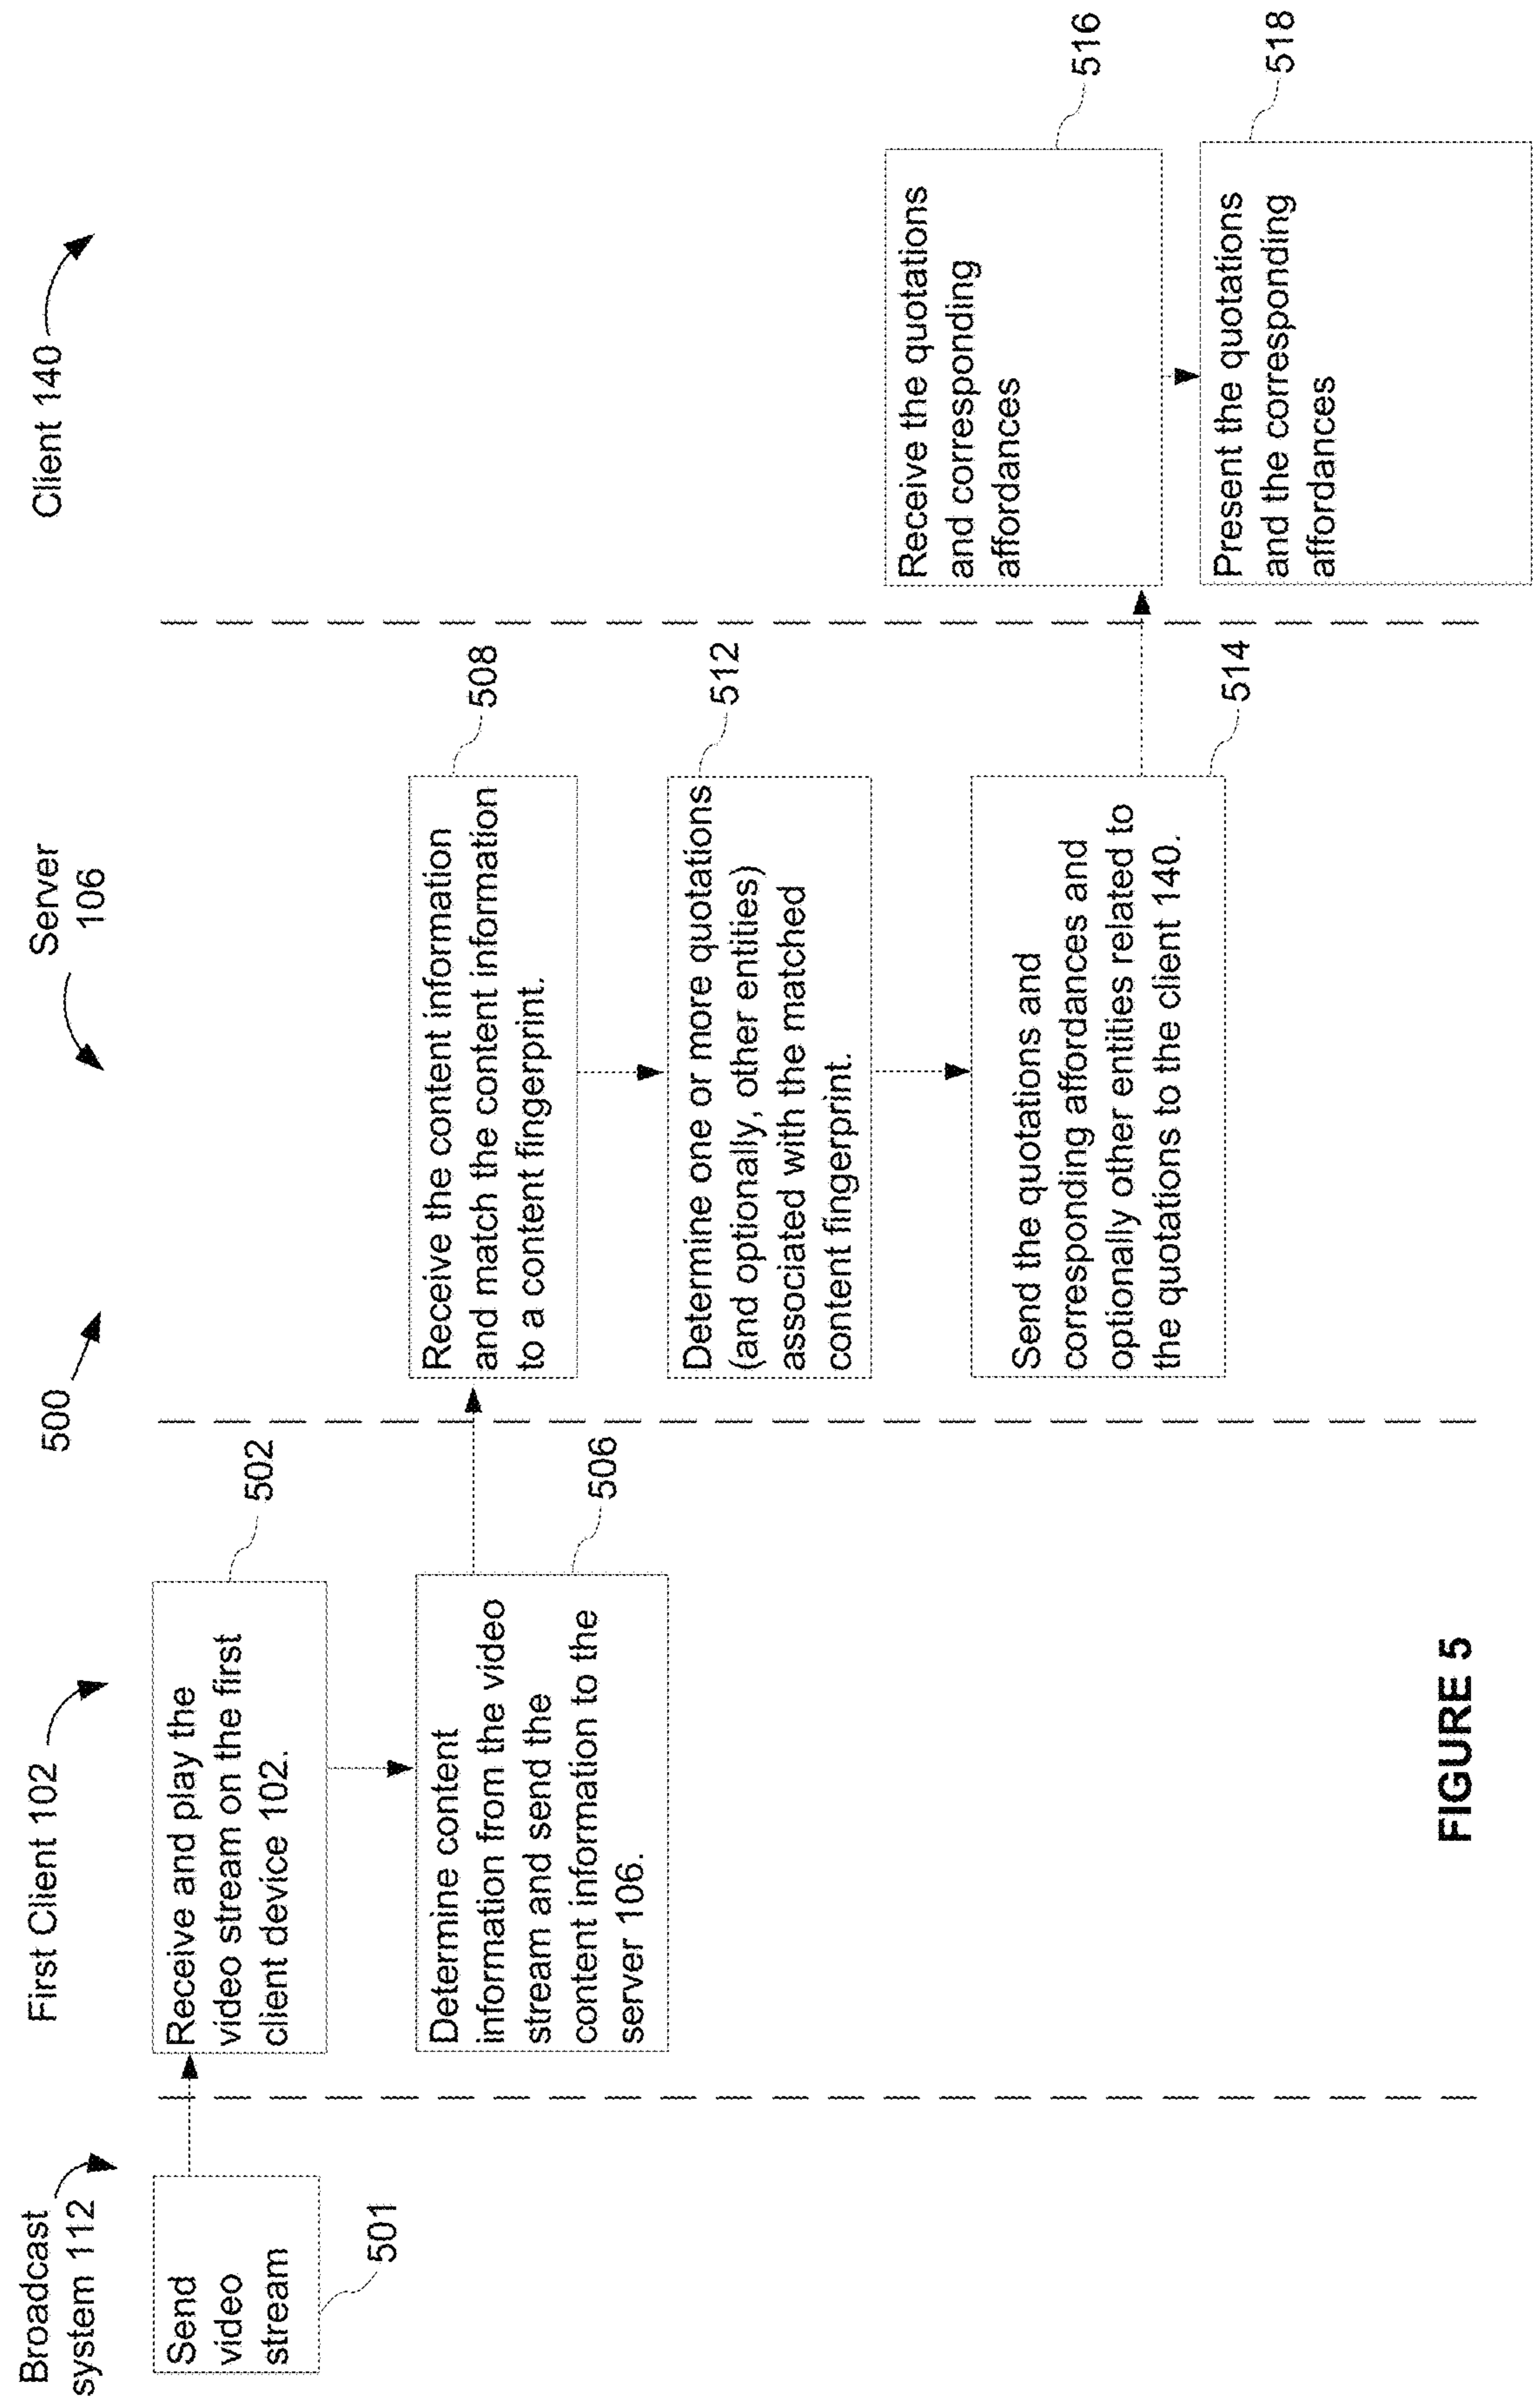 500
Broadcast
system 112
First Client 102
Server
106
Client 140
Send
video
stream
501
Receive and play the
video stream on the first
client device 102.
502
Determine content
information from the video
stream and send the
content information to the
server 106.
506
Receive the content information
and match the content information
to a content fingerprint.
508
Determine one or more quotations
(and optionally, other entities)
associated with the matched
content fingerprint.
512
Send the quotations and
corresponding affordances and
optionally other entities related to
the quotations to the client 140.
514
Receive the quotations
and corresponding
affordances
516
Present the quotations
and the corresponding
affordances
518
FIGURE 5